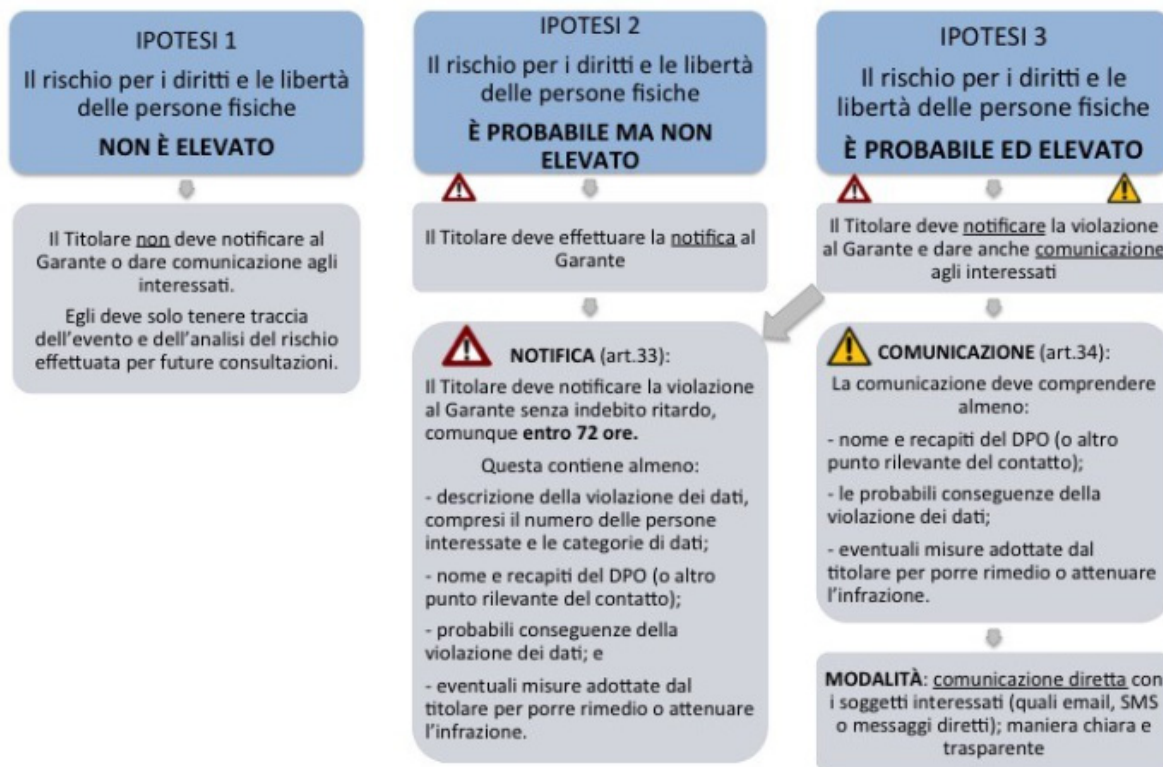 IPOTESI 1
Il rischio per i diritti e le libertà
delle persone fisiche
NON È ELEVATO
Il Titolare non deve notificare al
Garante o dare comunicazione agli
interessati.
Egli deve solo tenere traccia
dell'evento e dell'analisi del rischio
effettuata per future consultazioni.
IPOTESI 2
Il rischio per i diritti e le libertà
delle persone fisiche
È PROBABILE MA NON
ELEVATO
Il Titolare deve effettuare la notifica al
Garante
NOTIFICA (art.33):
Il Titolare deve notificare la violazione
al Garante senza indebito ritardo,
comunque entro 72 ore.
Questa contiene almeno:
- descrizione della violazione dei dati,
compresi il numero delle persone
interessate e le categorie di dati;
- nome e recapiti del DPO (o altro
punto rilevante del contatto);
- probabili conseguenze della
violazione dei dati; e
- eventuali misure adottate dal
titolare per porre rimedio o attenuare
l'infrazione.
IPOTESI 3
Il rischio per i diritti e le
libertà delle persone fisiche
È PROBABILE ED ELEVATO
Il Titolare deve notificare la violazione
al Garante e dare anche comunicazione
agli interessati
COMUNICAZIONE (art.34):
La comunicazione deve comprendere
almeno:
- nome e recapiti del DPO (o altro
punto rilevante del contatto);
- le probabili conseguenze della
violazione dei dati;
- eventuali misure adottate dal
titolare per porre rimedio o attenuare
l'infrazione.
MODALITÀ: comunicazione diretta con
i soggetti interessati (quali email, SMS
o messaggi diretti); maniera chiara e
trasparente